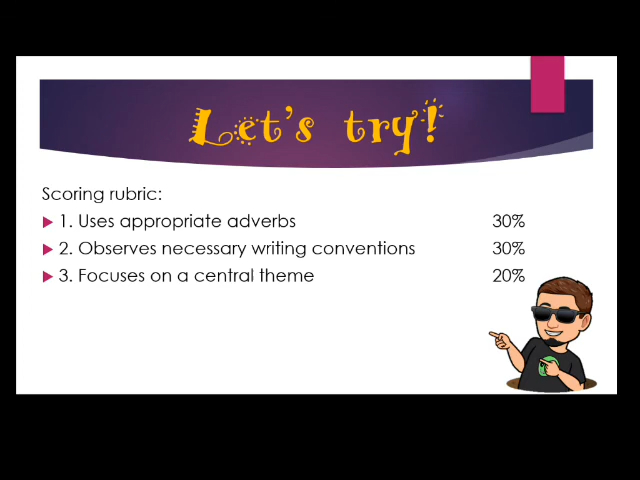 Let's try!
Scoring rubric:
1. Uses appropriate adverbs 30%
2. Observes necessary writing conventions 30%
3. Focuses on a central theme 20%